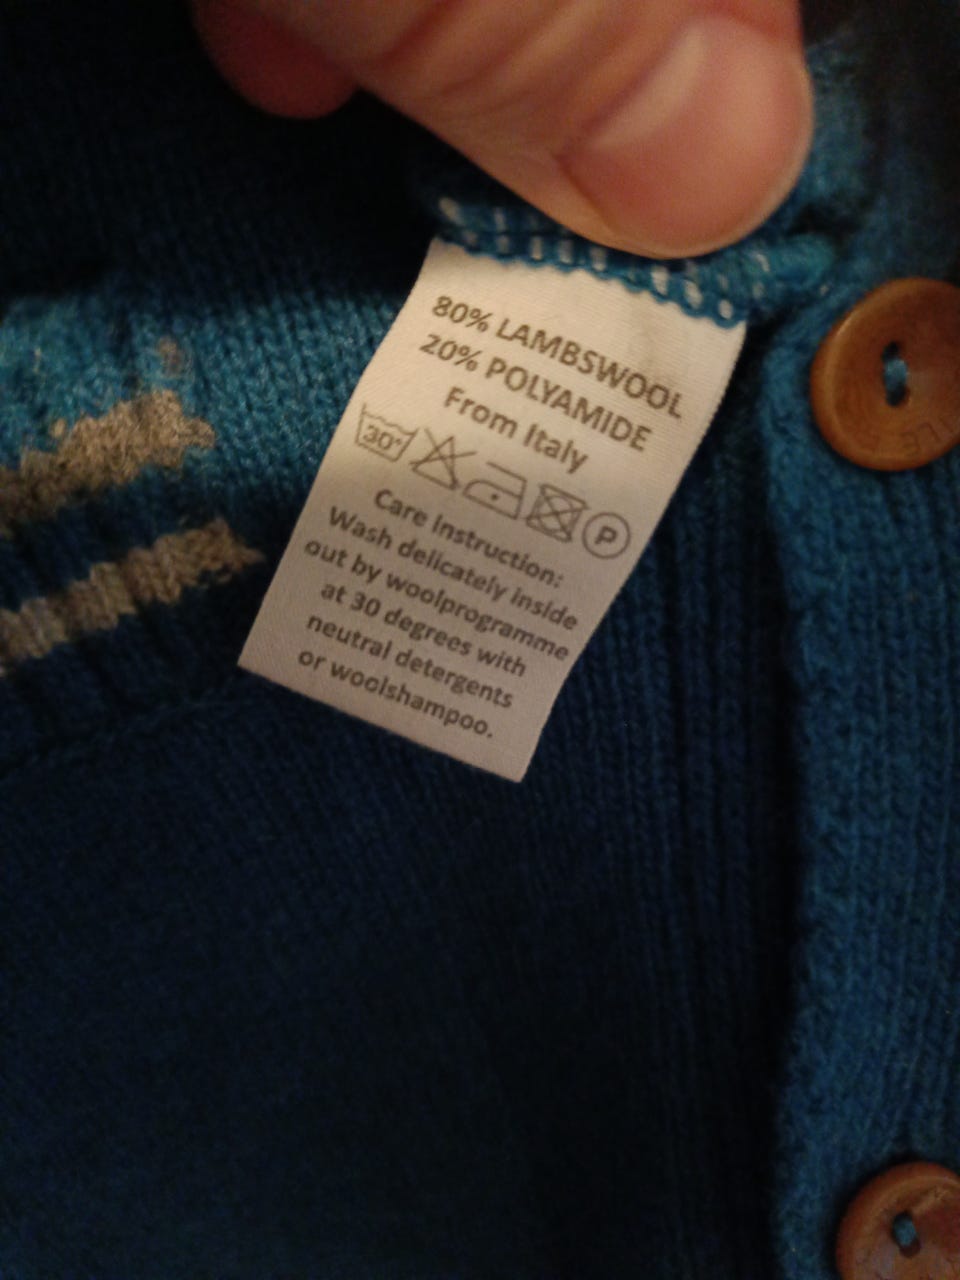 80% LAMBSWOOL
20% POLYAMIDE
From Italy
30°
P
Care instruction:
Wash delicately inside
out by woolprogramme
at 30 degrees with
neutral detergents
or woolshampoo.